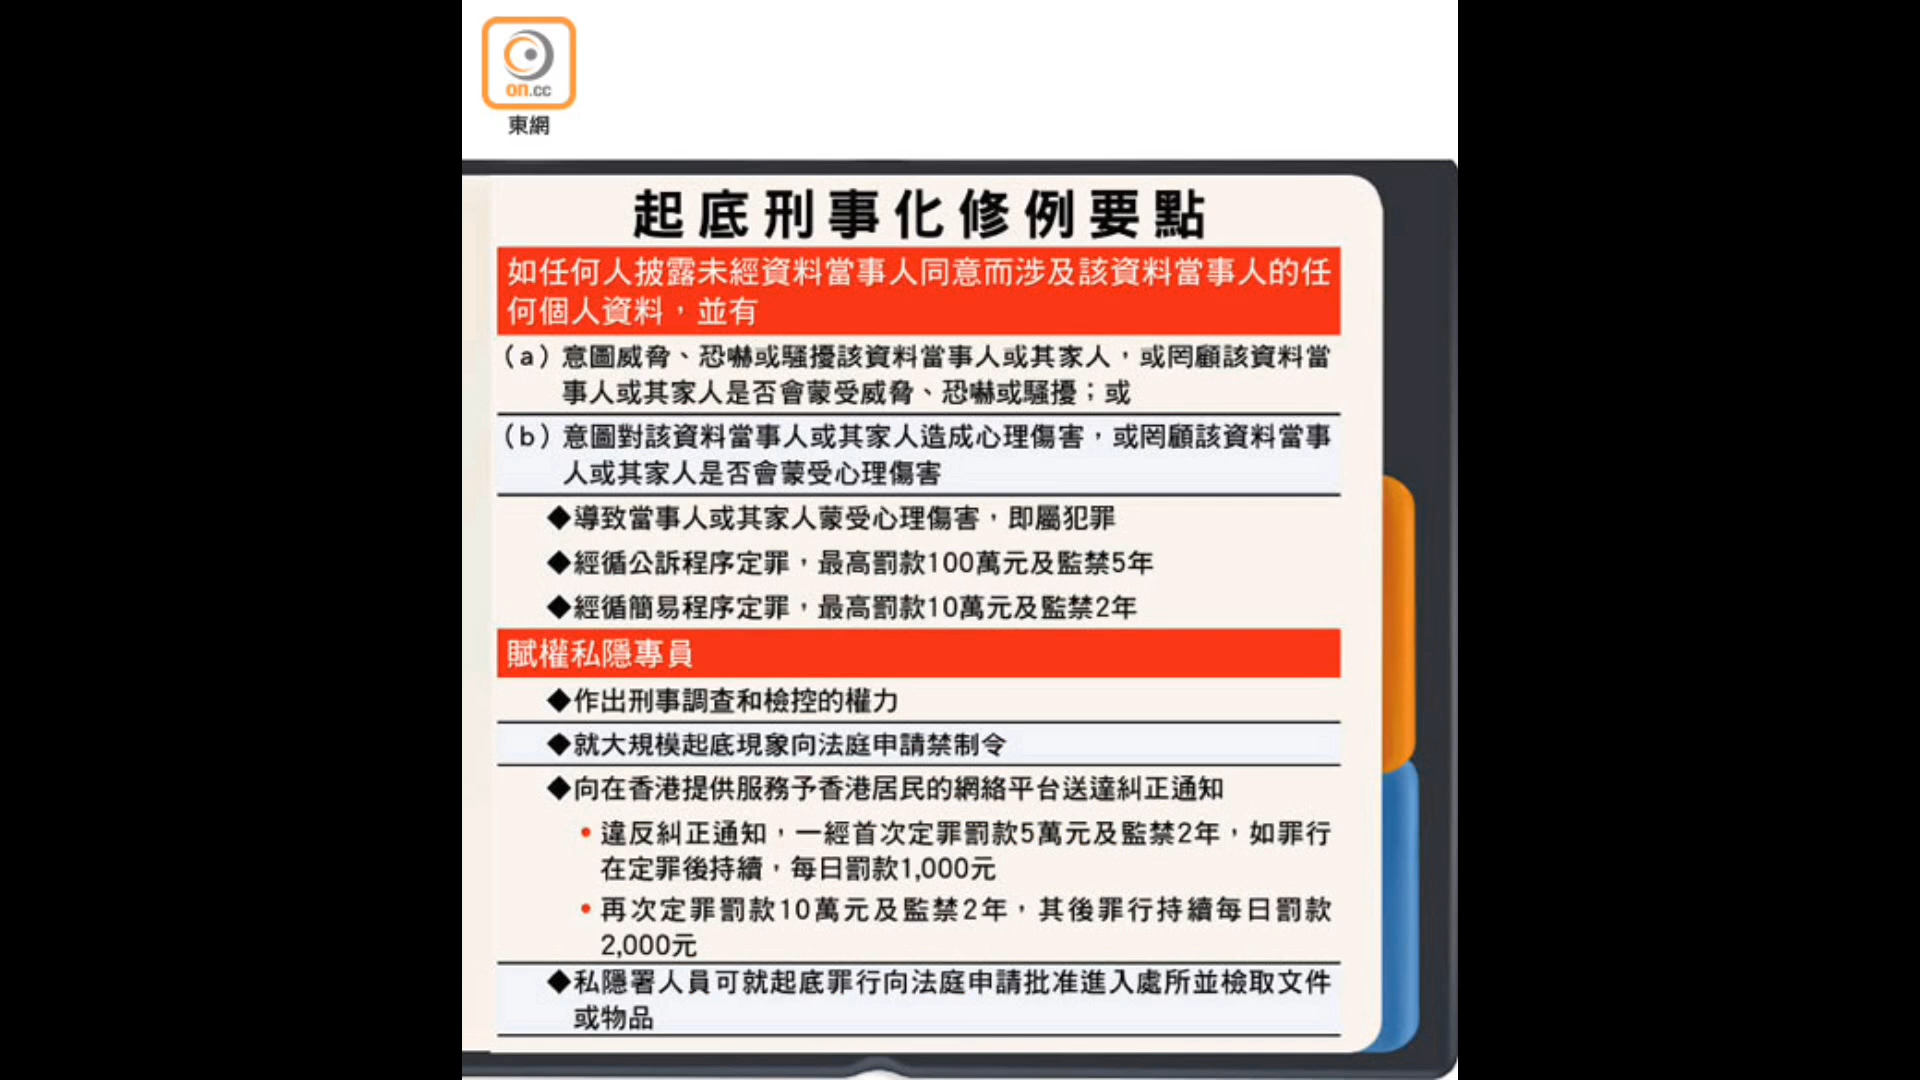 on.cc
東網
起底刑事化修例要點
如任何人披露未經資料當事人同意而涉及該資料當事人的任
何個人資料，並有
(a) 意圖威脅、恐嚇或騷擾該資料當事人或其家人，或罔顧該資料當
事人或其家人是否會蒙受威脅、恐嚇或騷擾；或
(b) 意圖對該資料當事人或其家人造成心理傷害，或罔顧該資料當事
人或其家人是否會蒙受心理傷害
◆導致當事人或其家人蒙受心理傷害，即屬犯罪
◆經循公訴程序定罪，最高罰款100萬元及監禁5年
◆經循簡易程序定罪，最高罰款10萬元及監禁2年
賦權私隱專員
◆作出刑事調查和檢控的權力
◆就大規模起底現象向法庭申請禁制令
◆向在香港提供服務予香港居民的網絡平台送達糾正通知
• 違反糾正通知，一經首次定罪罰款5萬元及監禁2年，如罪行
在定罪後持續，每日罰款1,000元
• 再次定罪罰款10萬元及監禁2年，其後罪行持續每日罰款
2,000元
◆私隱署人員可就起底罪行向法庭申請批准進入處所並檢取文件
或物品